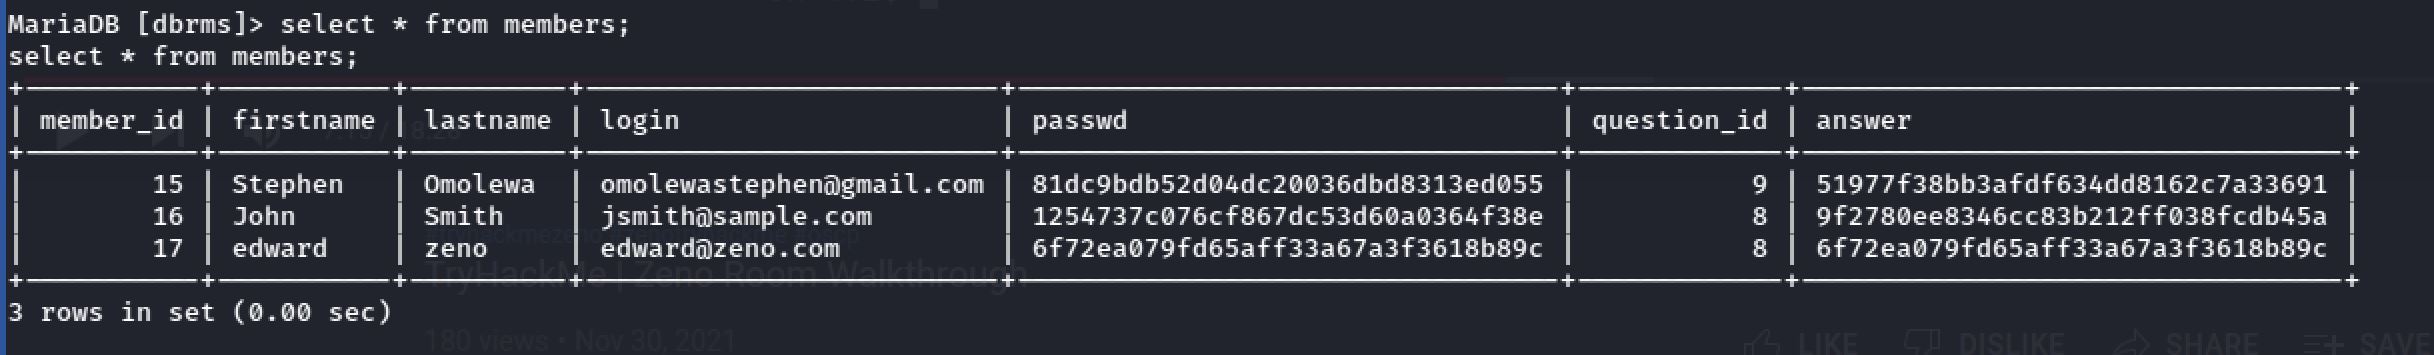 MariaDB [dbrms]> select * from members;
select * from members;
| member_id | firstname | lastname | login | passwd | question_id | answer |
| 15 | Stephen | Omolewa | omolewastephen@gmail.com | 81dc9bdb52d04dc20036dbd8313ed055 | 9 | 51977f38bb3afdf634dd8162c7a33691 |
| 16 | John | Smith | jsmith@sample.com | 1254737c076cf867dc53d60a0364f38e | 8 | 9f2780ee8346cc83b212ff038fcdb45a |
| 17 | edward | zeno | edward@zeno.com | 6f72ea079fd65aff33a67a3f3618b89c | 8 | 6f72ea079fd65aff33a67a3f3618b89c |
TryHackMe | Zeno Room Walkthrough
3 rows in set (0.00 sec)
180 views • Nov 30, 2021
LIKE DISLIKE SHARE SAVE